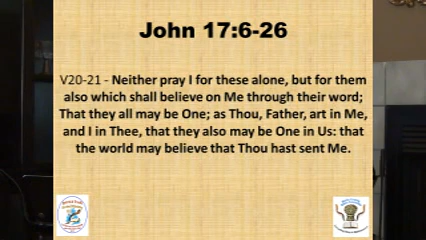 John 17:6-26
V20-21 - Neither pray I for these alone, but for them
also which shall believe on Me through their word;
That they all may be One; as Thou, Father, art in Me,
and I in Thee, that they also may be One in Us: that
the world may believe that Thou hast sent Me.